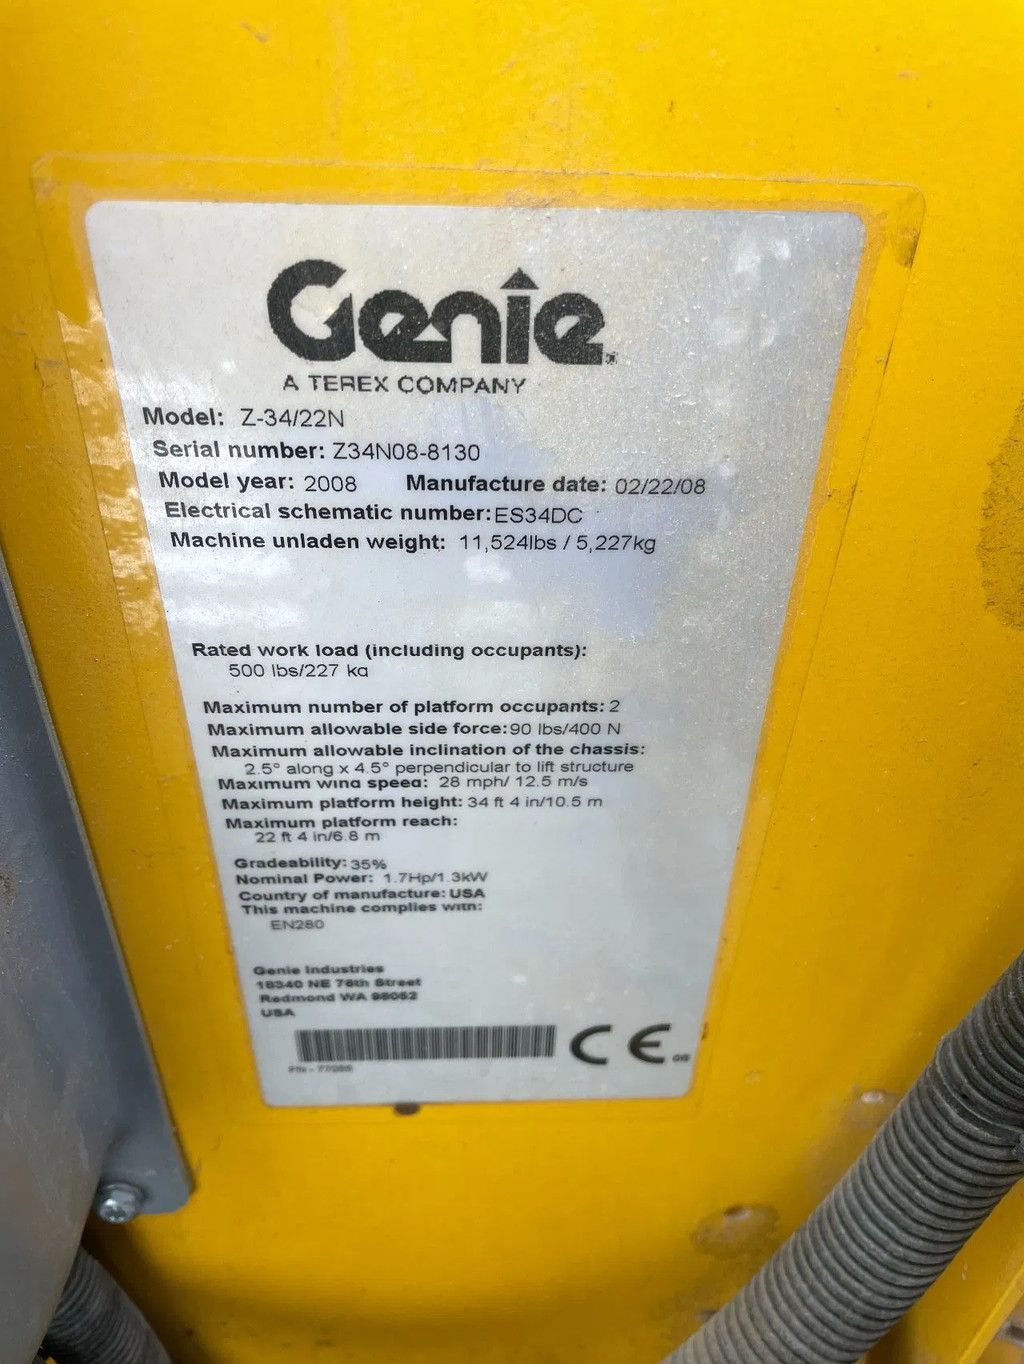 Genie
A TEREX COMPANY
Model: Z-34/22N
Serial number: Z34N08-8130
Model year: 2008 Manufacture date: 02/22/08
Electrical schematic number: ES34DC
Machine unladen weight: 11,524lbs / 5,227kg
Rated work load (including occupants):
500 lbs/227 kg
Maximum number of platform occupants: 2
Maximum allowable side force: 90 lbs/400 N
Maximum allowable inclination of the chassis:
2.5° along x 4.5° perpendicular to lift structure
Maximum wind speed: 28 mph/ 12.5 m/s
Maximum platform height: 34 ft 4 in/10.5 m
Maximum platform reach:
22 ft 4 in/6.8 m
Gradeability: 35%
Nominal Power: 1.7Hp/1.3kW
Country of manufacture: USA
This machine complies with:
EN280
Genie Industries
18340 NE 76th Street
Redmond WA 98052
USA
CE